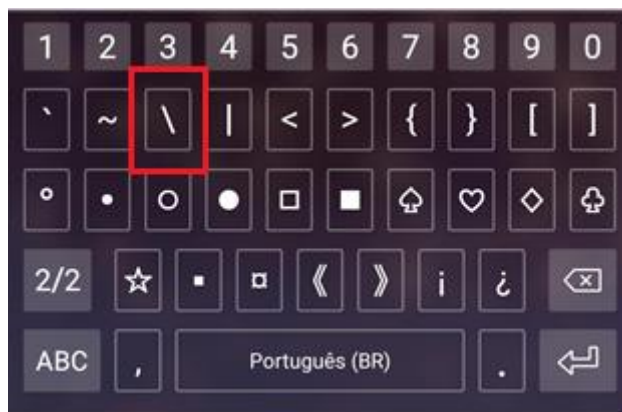 1 2 3 4 5 6 7 8 9 0
` ~ \ | < > { } [ ]
° • ○ ● □ ■ ♤ ♡ ◇ ♧
2/2 ☆ ▪ ¤ 《 》 ¡ ¿
ABC , Português (BR) .